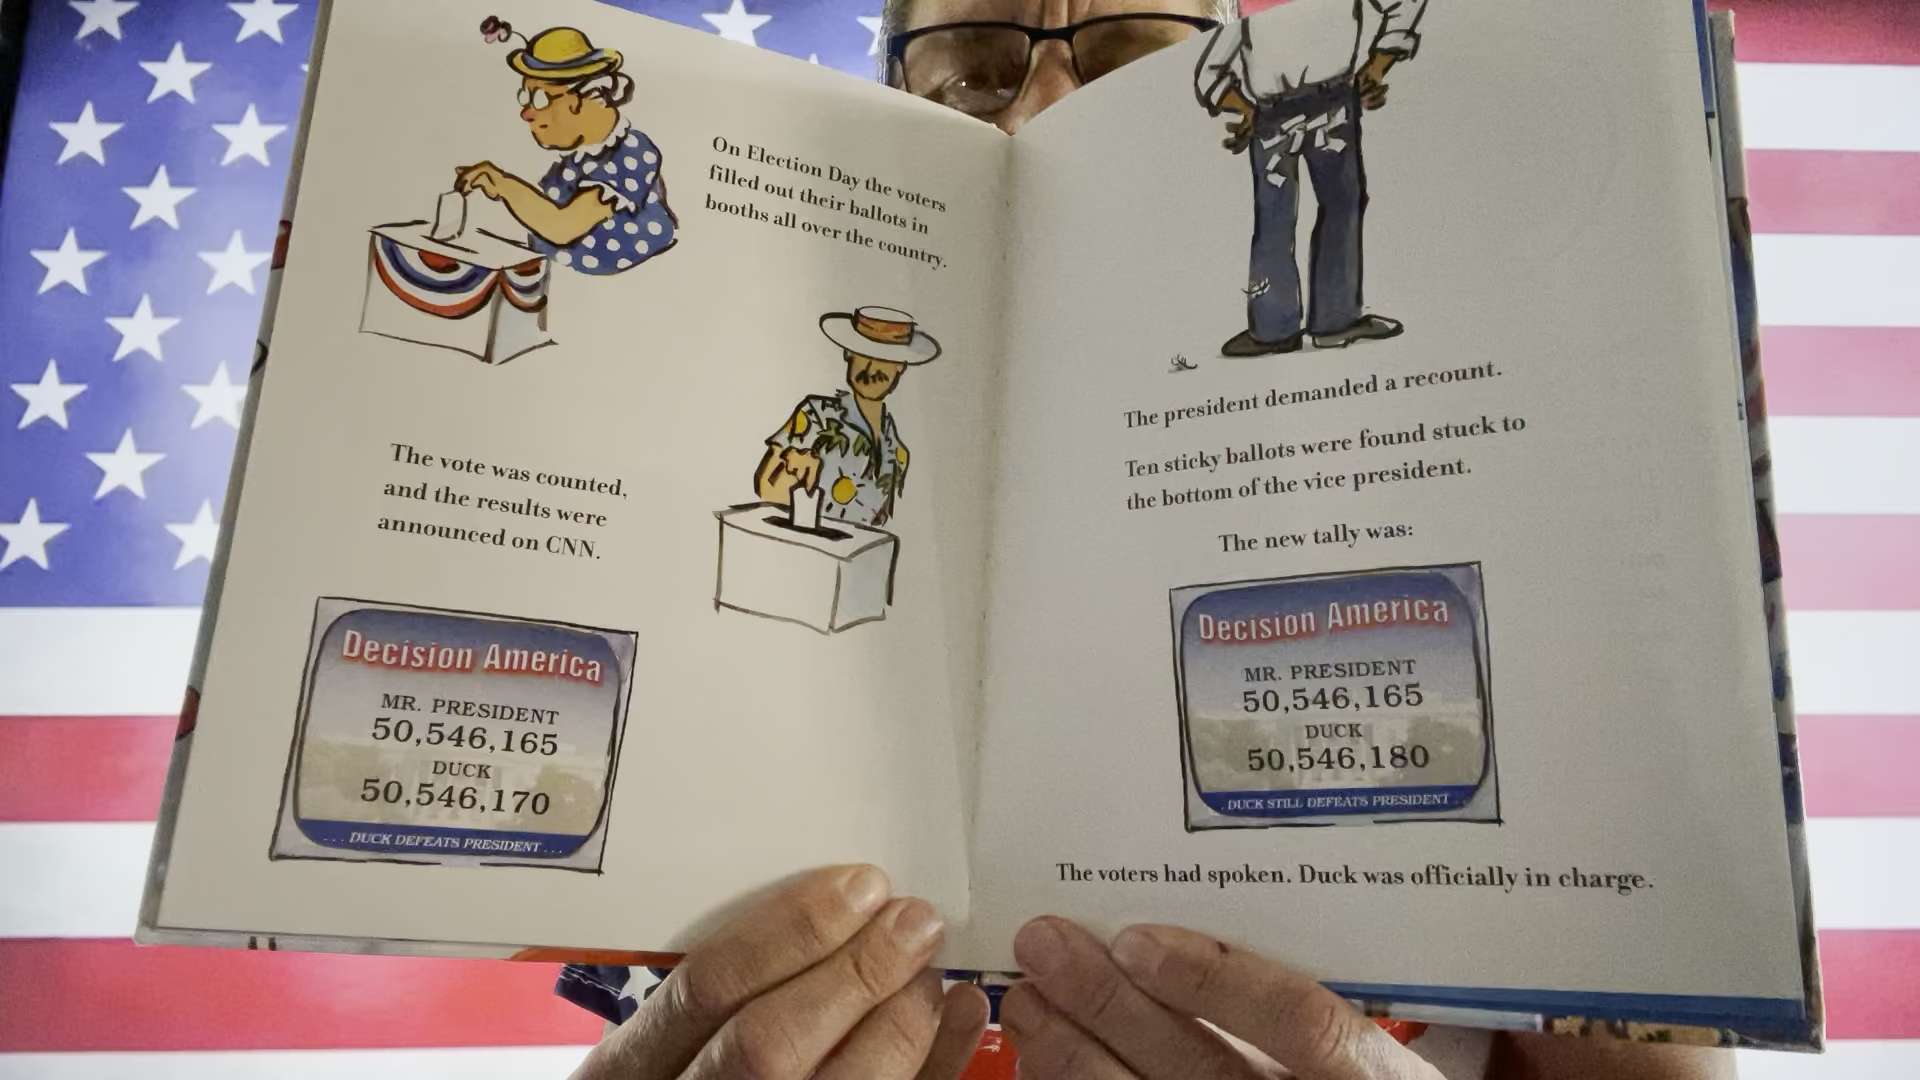 On Election Day the voters
filled out their ballots in
booths all over the country.
The vote was counted,
and the results were
announced on CNN.
Decision America
MR. PRESIDENT
50,546,165
DUCK
50,546,170
. . . DUCK DEFEATS PRESIDENT . . .
The president demanded a recount.
Ten sticky ballots were found stuck to
the bottom of the vice president.
The new tally was:
Decision America
MR. PRESIDENT
50,546,165
DUCK
50,546,180
. DUCK STILL DEFEATS PRESIDENT . .
The voters had spoken. Duck was officially in charge.